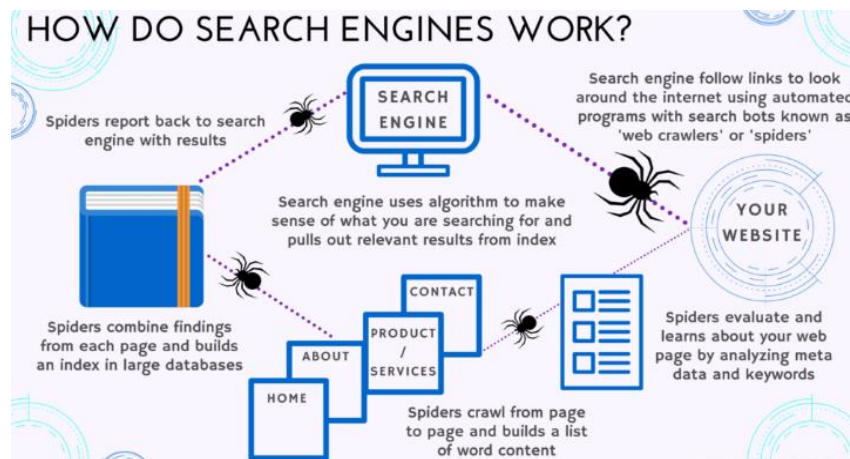 HOW DO SEARCH ENGINES WORK?
Search engine follow links to look
around the internet using automated
programs with search bots known as
'web crawlers' or 'spiders'
SEARCH
ENGINE
Spiders report back to search
engine with results
Search engine uses algorithm to make
sense of what you are searching for and
pulls out relevant results from index
YOUR
WEBSITE
Spiders evaluate and
learns about your web
page by analyzing meta
data and keywords
CONTACT
PRODUCT
/
SERVICES
ABOUT
HOME
Spiders crawl from page
to page and builds a list
of word content
Spiders combine findings
from each page and builds
an index in large databases